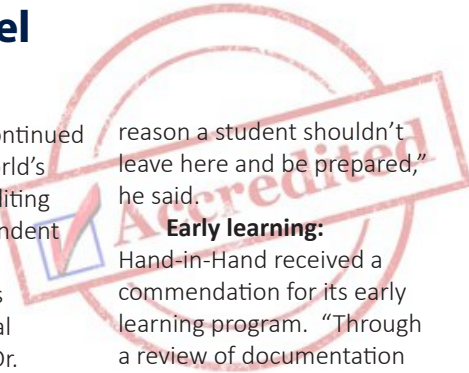 el
ontinued
orld's
diting
ndent
s
al
Dr.
reason a student shouldn't
leave here and be prepared,"
he said.
Early learning:
Hand-in-Hand received a
commendation for its early
learning program. "Through
a review of documentation
Accredited